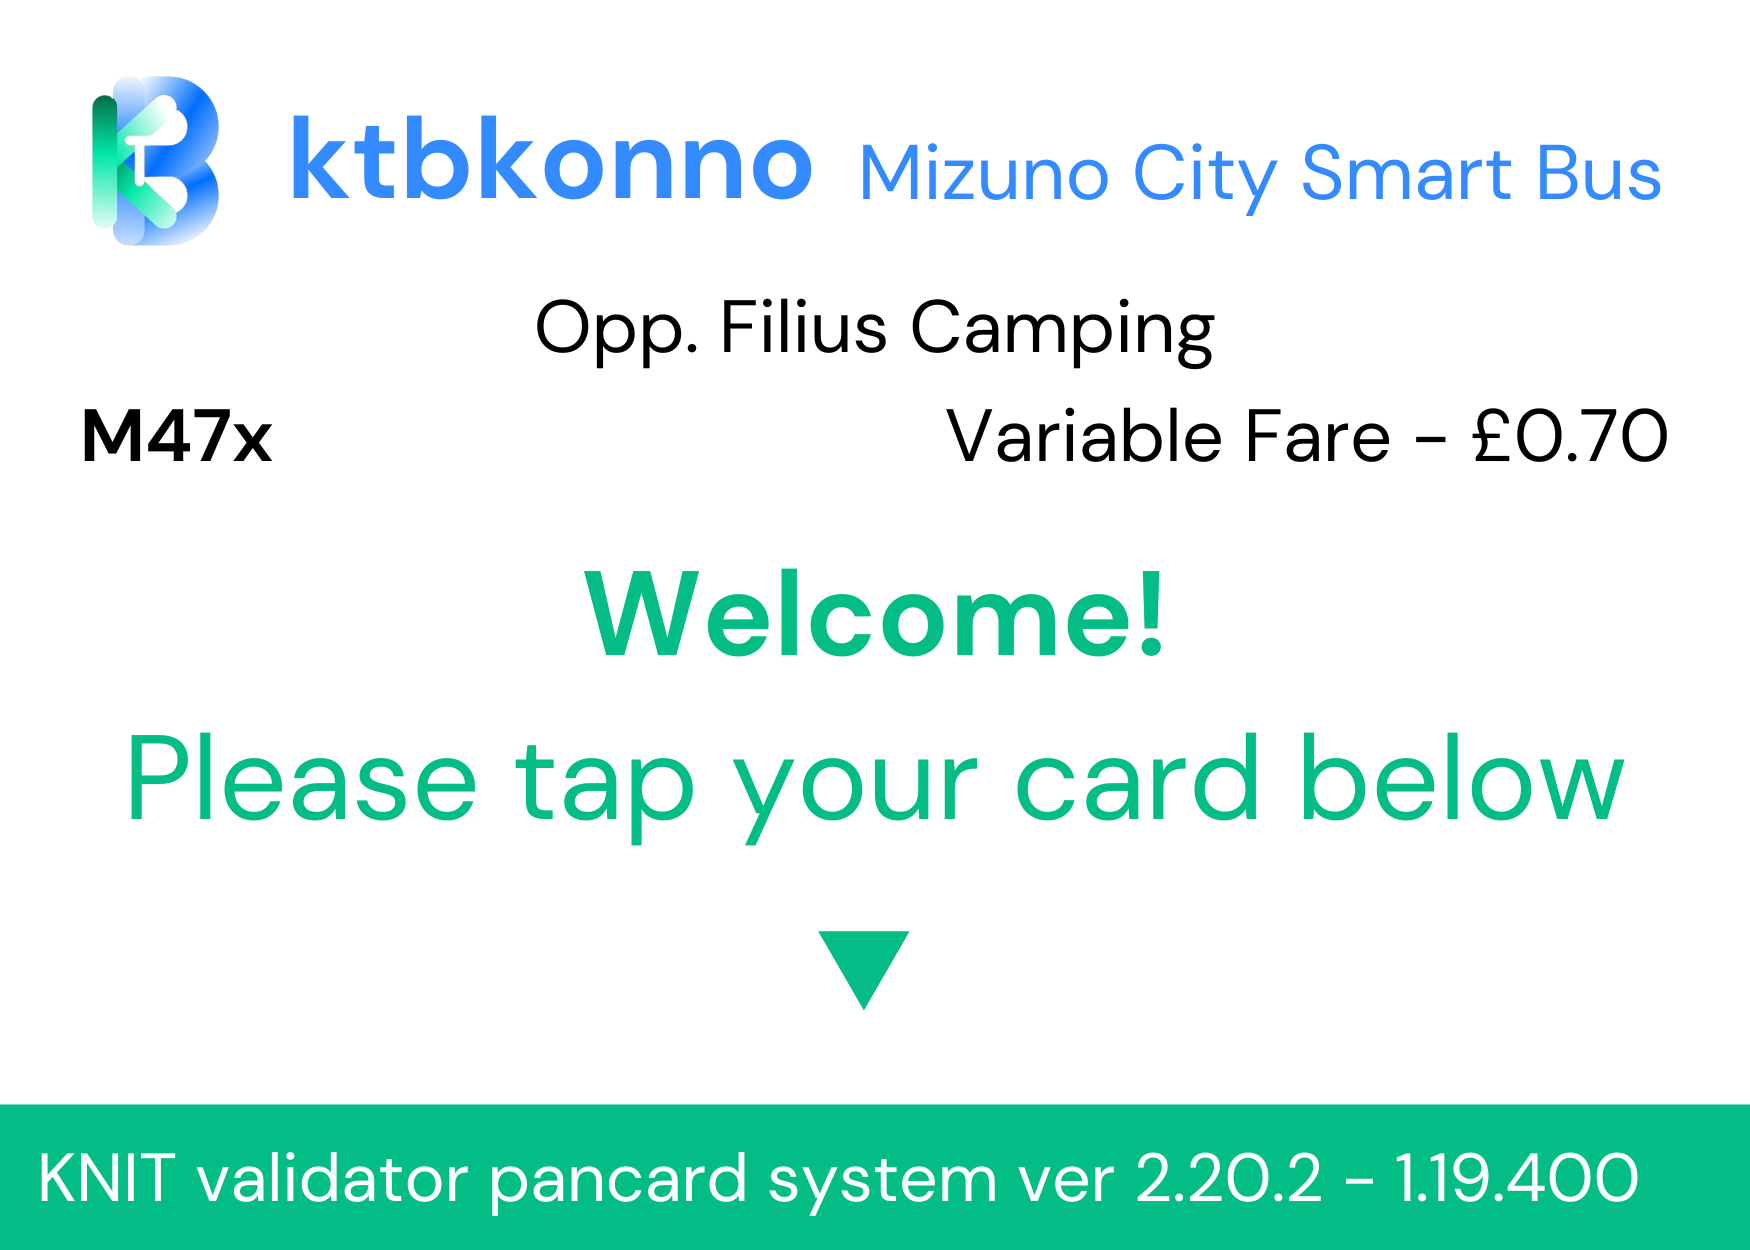 ktbkonno Mizuno City Smart Bus
Opp. Filius Camping
M47x Variable Fare - £0.70
Welcome!
Please tap your card below
KNIT validator pancard system ver 2.20.2 - 1.19.400